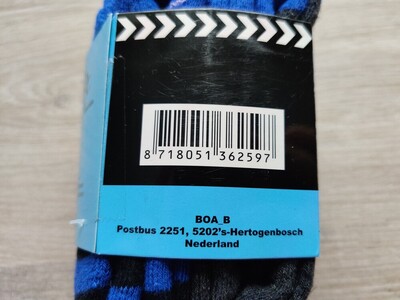 8 718051 362597
BOA_B
Postbus 2251, 5202's-Hertogenbosch
Nederland